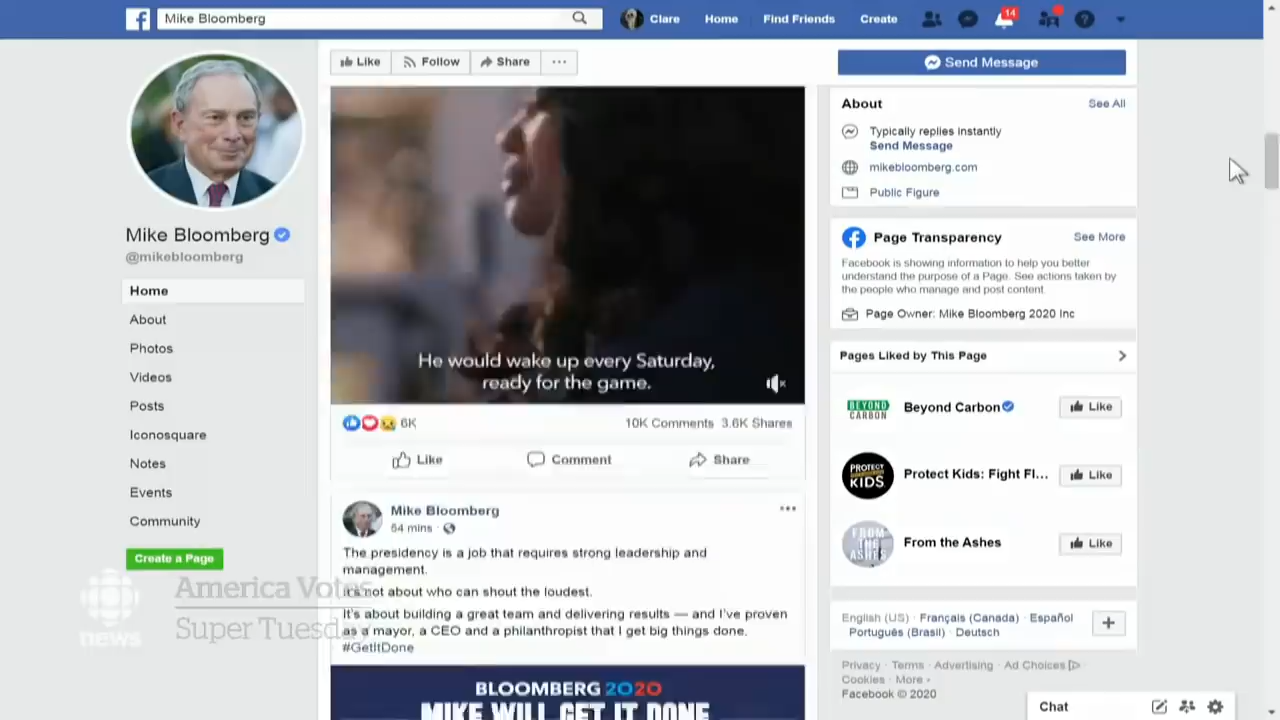 Mike Bloomberg
Clare
Home
Find Friends
Create
14
Like
Follow
Share
Send Message
Mike Bloomberg
@mikebloomberg
Home
About
Photos
Videos
Posts
Iconosquare
Notes
Events
Community
Create a Page
He would wake up every Saturday,
ready for the game.
6K
10K Comments 3.6K Shares
Like
Comment
Share
Mike Bloomberg
54 mins ·
The presidency is a job that requires strong leadership and
management.
It's not about who can shout the loudest.
It's about building a great team and delivering results — and I've proven
as a mayor, a CEO and a philanthropist that I get big things done.
#GetItDone
BLOOMBERG 2020
MIKE WILL GET IT DONE
About
See All
Typically replies instantly
Send Message
mikebloomberg.com
Public Figure
Page Transparency
See More
Facebook is showing information to help you better
understand the purpose of a Page. See actions taken by
the people who manage and post content.
Page Owner: Mike Bloomberg 2020 Inc
Pages Liked by This Page
BEYOND
CARBON
Beyond Carbon
Like
PROTECT
KIDS
Protect Kids: Fight Fl...
Like
FROM
THE
ASHES
From the Ashes
Like
English (US) · Français (Canada) · Español
Português (Brasil) · Deutsch
Privacy · Terms · Advertising · Ad Choices
Cookies · More
Facebook © 2020
Chat
America Votes
Super Tuesday
news